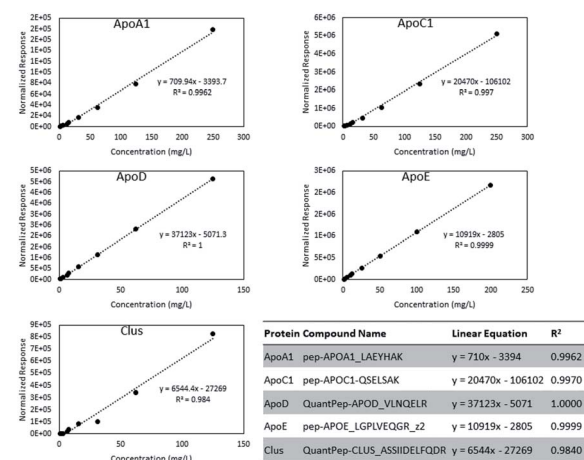 ApoA1
Normalized Response
2E+05
2E+05
2E+05
1E+05
1E+05
1E+05
8E+04
6E+04
4E+04
2E+04
0E+00
y = 709.94x - 3393.7
R² = 0.9962
0 50 100 150 200 250 300
Concentration (mg/L)
ApoC1
Normalized Response
6E+06
5E+06
4E+06
3E+06
2E+06
1E+06
0E+00
y = 20470x - 106102
R² = 0.997
0 50 100 150 200 250 300
Concentration (mg/L)
ApoD
Normalized Response
5E+06
5E+06
4E+06
4E+06
3E+06
3E+06
2E+06
2E+06
1E+06
5E+05
0E+00
y = 37123x - 5071.3
R² = 1
0 50 100 150
Concentration (mg/L)
ApoE
Normalized Response
3E+06
2E+06
2E+06
1E+06
5E+05
0E+00
y = 10919x - 2805
R² = 0.9999
0 50 100 150 200 250
Concentration (mg/L)
Clus
Normalized Response
9E+05
8E+05
7E+05
6E+05
5E+05
4E+05
3E+05
2E+05
1E+05
0E+00
y = 6544.4x - 27269
R² = 0.984
0 50 100 150
Concentration (mg/L)
Protein Compound Name Linear Equation R²
ApoA1 pep-APOA1_LAEYHAK y = 710x - 3394 0.9962
ApoC1 pep-APOC1-QSELSAK y = 20470x - 106102 0.9970
ApoD QuantPep-APOD_VLNQELR y = 37123x - 5071 1.0000
ApoE pep-APOE_LGPLVEQGR_z2 y = 10919x - 2805 0.9999
Clus QuantPep-CLUS_ASSIIDELFQDR y = 6544x - 27269 0.9840